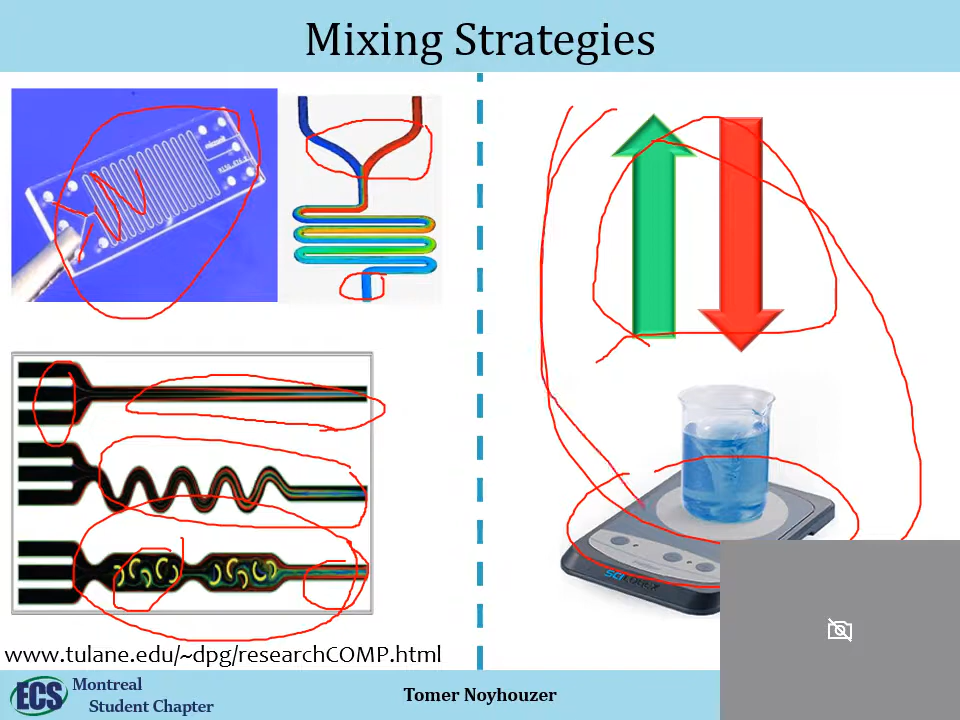 Mixing Strategies
www.tulane.edu/~dpg/researchCOMP.html
ECS
Montreal
Student Chapter
Tomer Noyhouzer